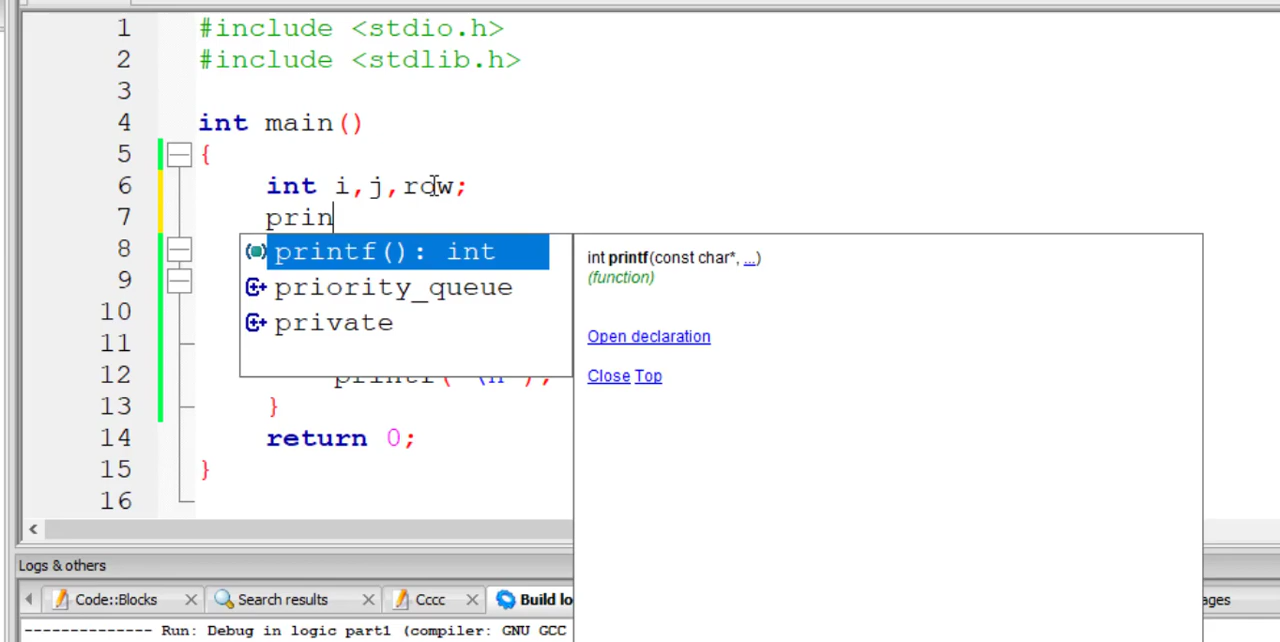 1 #include <stdio.h>
2 #include <stdlib.h>
3
4 int main()
5 {
6 int i,j,row;
7 prin
8 printf(): int
9 priority_queue
10 private
11
12 printf("\n");
13 }
14 return 0;
15 }
16
int printf(const char*, ...)
(function)
Open declaration
Close Top
Logs & others
Code::Blocks Search results Cccc Build lo ages
-------------- Run: Debug in logic part1 (compiler: GNU GCC